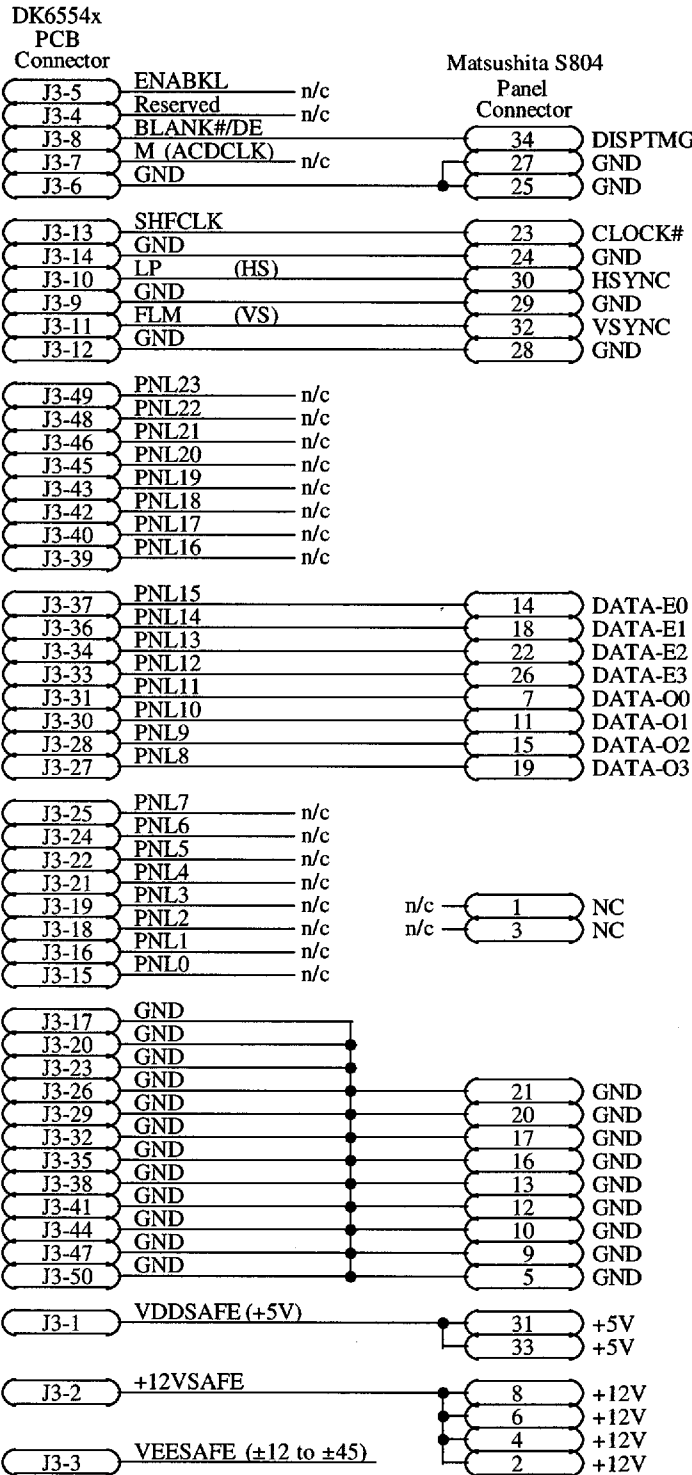 DK6554x
PCB
Connector
Matsushita S804
Panel
Connector
J3-5 ENABKL n/c
J3-4 Reserved n/c
J3-8 BLANK#/DE 34 DISPTMG
J3-7 M (ACDCLK) n/c 27 GND
J3-6 GND 25 GND
J3-13 SHFCLK 23 CLOCK#
J3-14 GND 24 GND
J3-10 LP (HS) 30 HSYNC
J3-9 GND 29 GND
J3-11 FLM (VS) 32 VSYNC
J3-12 GND 28 GND
J3-49 PNL23 n/c
J3-48 PNL22 n/c
J3-46 PNL21 n/c
J3-45 PNL20 n/c
J3-43 PNL19 n/c
J3-42 PNL18 n/c
J3-40 PNL17 n/c
J3-39 PNL16 n/c
J3-37 PNL15 14 DATA-E0
J3-36 PNL14 18 DATA-E1
J3-34 PNL13 22 DATA-E2
J3-33 PNL12 26 DATA-E3
J3-31 PNL11 7 DATA-O0
J3-30 PNL10 11 DATA-O1
J3-28 PNL9 15 DATA-O2
J3-27 PNL8 19 DATA-O3
J3-25 PNL7 n/c
J3-24 PNL6 n/c
J3-22 PNL5 n/c
J3-21 PNL4 n/c
J3-19 PNL3 n/c n/c 1 NC
J3-18 PNL2 n/c n/c 3 NC
J3-16 PNL1 n/c
J3-15 PNL0 n/c
J3-17 GND
J3-20 GND
J3-23 GND
J3-26 GND 21 GND
J3-29 GND 20 GND
J3-32 GND 17 GND
J3-35 GND 16 GND
J3-38 GND 13 GND
J3-41 GND 12 GND
J3-44 GND 10 GND
J3-47 GND 9 GND
J3-50 GND 5 GND
J3-1 VDDSAFE (+5V) 31 +5V
33 +5V
J3-2 +12VSAFE 8 +12V
6 +12V
4 +12V
J3-3 VEESAFE (±12 to ±45) 2 +12V